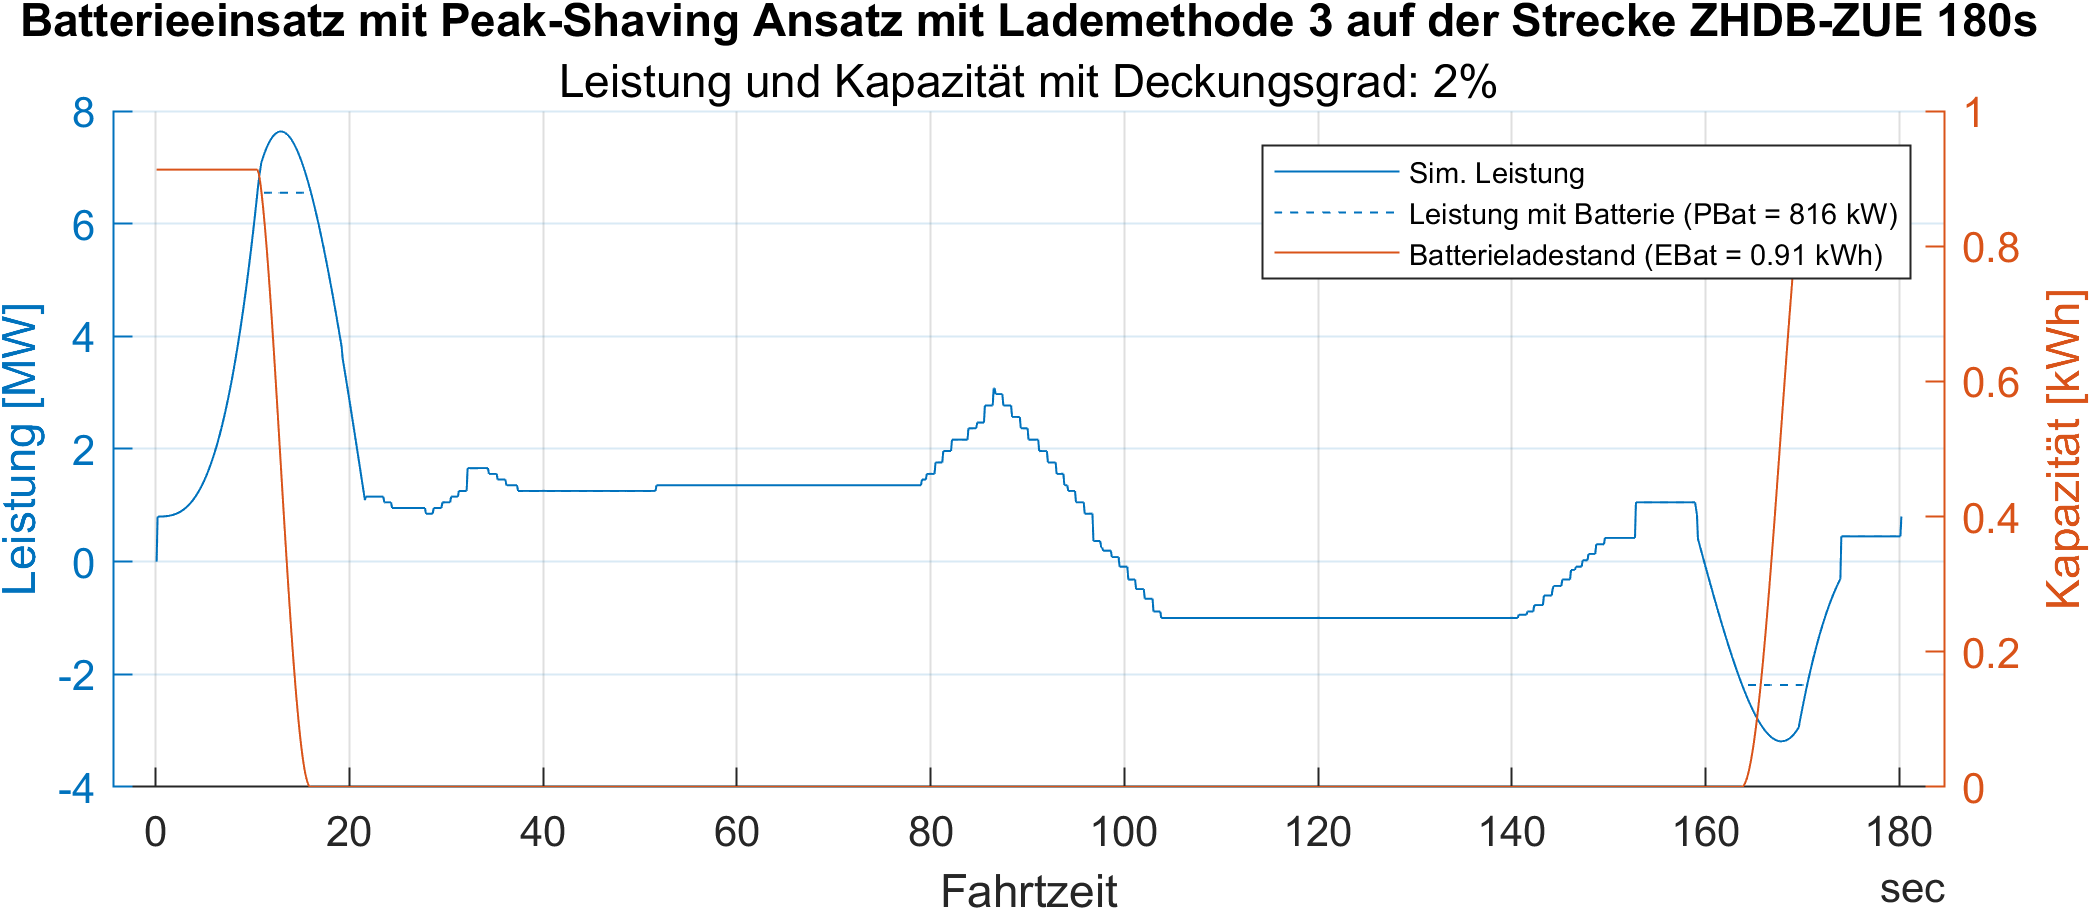 Batterieeinsatz mit Peak-Shaving Ansatz mit Lademethode 3 auf der Strecke ZHDB-ZUE 180s
Leistung und Kapazität mit Deckungsgrad: 2%
Leistung [MW]
8
6
4
2
0
-2
-4
Sim. Leistung
Leistung mit Batterie (PBat = 816 kW)
Batterieladestand (EBat = 0.91 kWh)
1
0.8
0.6
0.4
0.2
0
Kapazität [kWh]
0 20 40 60 80 100 120 140 160 180
Fahrtzeit
sec